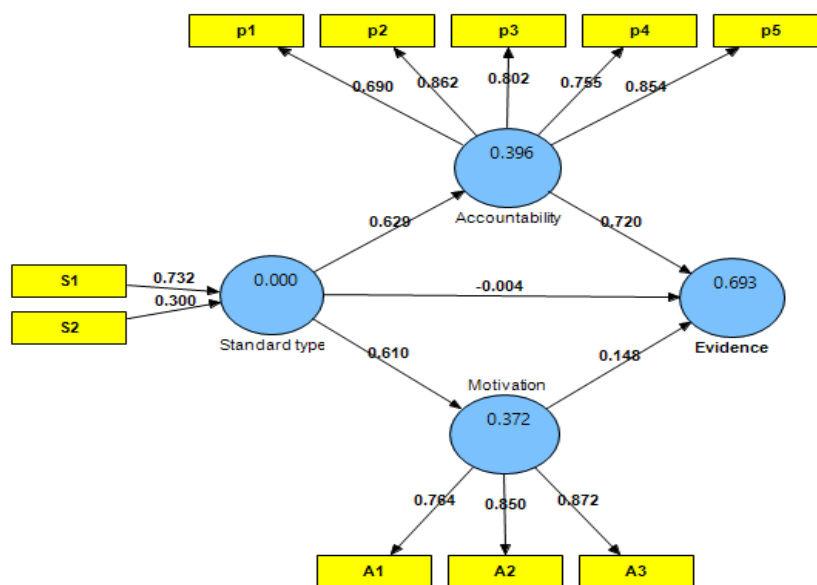 p1 p2 p3 p4 p5
0.690 0.862 0.802 0.755 0.854
0.396
Accountability
0.629 0.720
S1 0.732
0.000
-0.004
0.693
S2 0.300
Standard type
Evidence
0.610 0.148
Motivation
0.372
0.764 0.850 0.872
A1 A2 A3